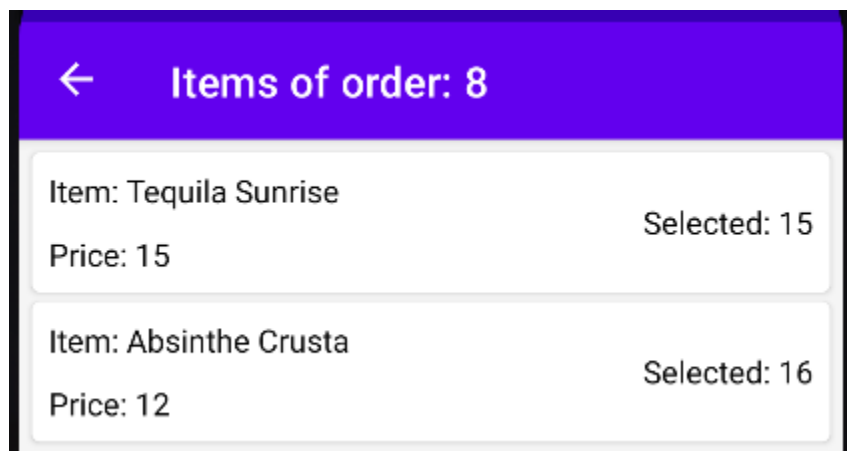 Items of order: 8
Item: Tequila Sunrise
Selected: 15
Price: 15
Item: Absinthe Crusta
Selected: 16
Price: 12